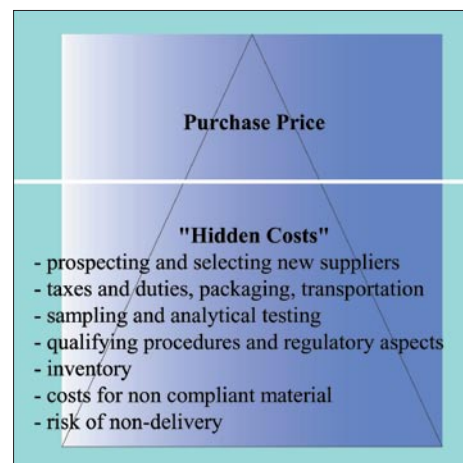 Purchase Price
"Hidden Costs"
- prospecting and selecting new suppliers
- taxes and duties, packaging, transportation
- sampling and analytical testing
- qualifying procedures and regulatory aspects
- inventory
- costs for non compliant material
- risk of non-delivery